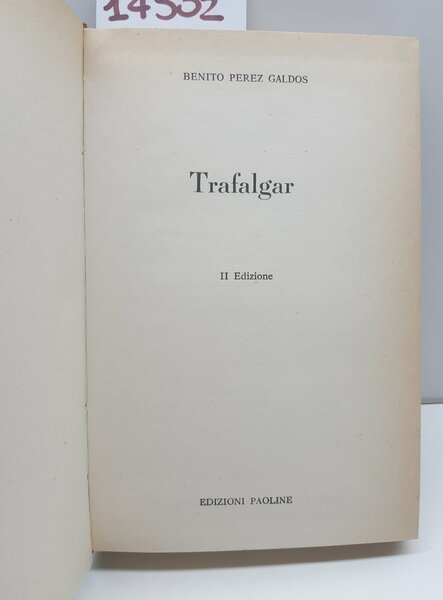 BENITO PEREZ GALDOS
Trafalgar
II Edizione
EDIZIONI PAOLINE